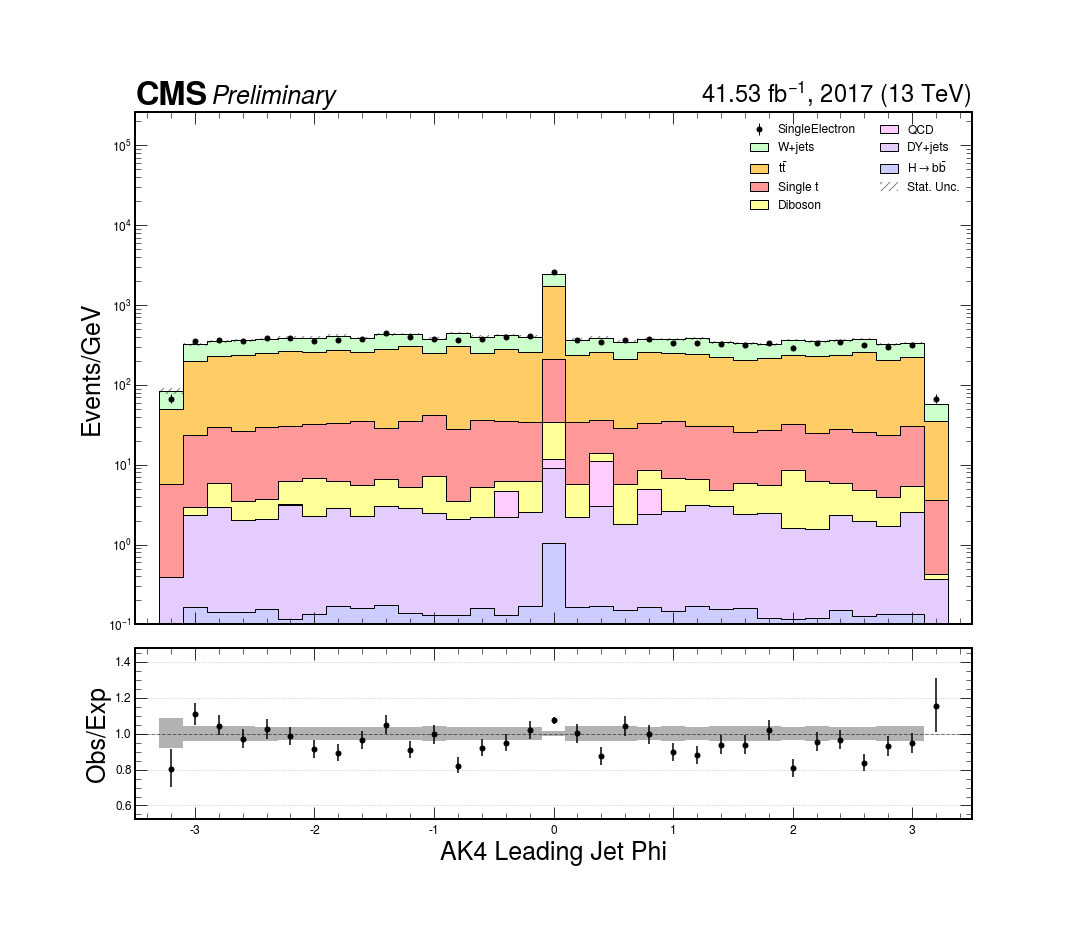 CMS Preliminary
41.53 fb⁻¹, 2017 (13 TeV)
SingleElectron
W+jets
tt̄
Single t
Diboson
QCD
DY+jets
H→bb̄
Stat. Unc.
Events/GeV
10⁵
10⁴
10³
10²
10¹
10⁰
10⁻¹
Obs/Exp
1.4
1.2
1.0
0.8
0.6
-3 -2 -1 0 1 2 3
AK4 Leading Jet Phi